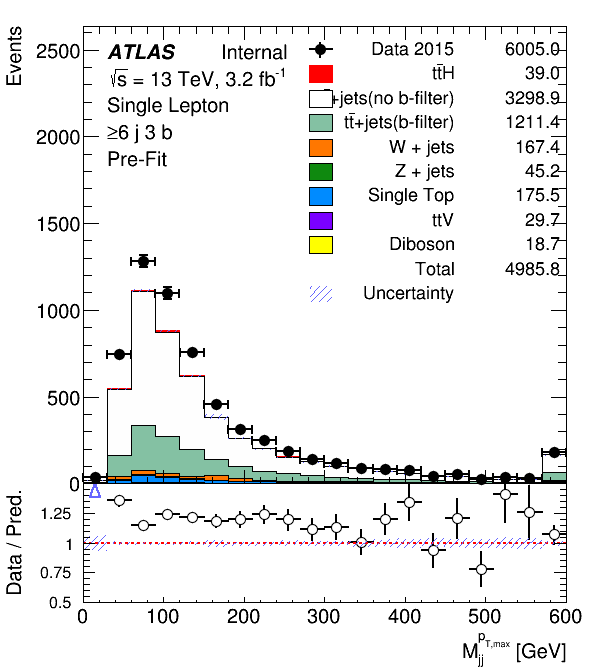 Events
2500
2000
1500
1000
500
0
ATLAS Internal
√s = 13 TeV, 3.2 fb⁻¹
Single Lepton
≥6 j 3 b
Pre-Fit
Data 2015 6005.0
tt̄H 39.0
+jets(no b-filter) 3298.9
tt̄+jets(b-filter) 1211.4
W + jets 167.4
Z + jets 45.2
Single Top 175.5
ttV 29.7
Diboson 18.7
Total 4985.8
Uncertainty
Data / Pred.
1.25
1
0.75
0.5
0 100 200 300 400 500 600
M_jj^pT,max [GeV]